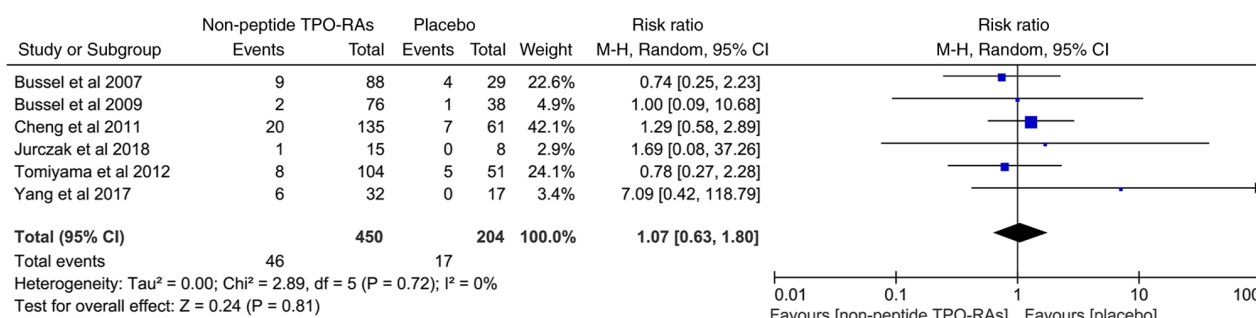 Non-peptide TPO-RAs Placebo Risk ratio Risk ratio
Study or Subgroup Events Total Events Total Weight M-H, Random, 95% CI M-H, Random, 95% CI
Bussel et al 2007 9 88 4 29 22.6% 0.74 [0.25, 2.23]
Bussel et al 2009 2 76 1 38 4.9% 1.00 [0.09, 10.68]
Cheng et al 2011 20 135 7 61 42.1% 1.29 [0.58, 2.89]
Jurczak et al 2018 1 15 0 8 2.9% 1.69 [0.08, 37.26]
Tomiyama et al 2012 8 104 5 51 24.1% 0.78 [0.27, 2.28]
Yang et al 2017 6 32 0 17 3.4% 7.09 [0.42, 118.79]
Total (95% CI) 450 204 100.0% 1.07 [0.63, 1.80]
Total events 46 17
Heterogeneity: Tau² = 0.00; Chi² = 2.89, df = 5 (P = 0.72); I² = 0%
Test for overall effect: Z = 0.24 (P = 0.81)
0.01 0.1 1 10 100
Favours [non-peptide TPO-RAs] Favours [placebo]